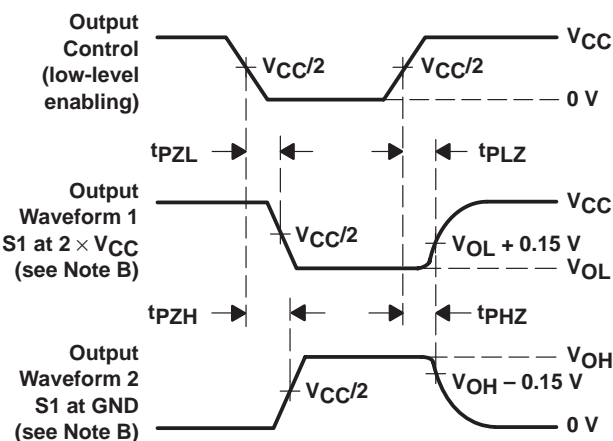 Output
Control
(low-level
enabling)
VCC/2
VCC/2
VCC
0 V
tPZL
tPLZ
Output
Waveform 1
S1 at 2 × VCC
(see Note B)
VCC/2
VCC
VOL + 0.15 V
VOL
tPZH
tPHZ
Output
Waveform 2
S1 at GND
(see Note B)
VCC/2
VOH
VOH − 0.15 V
0 V